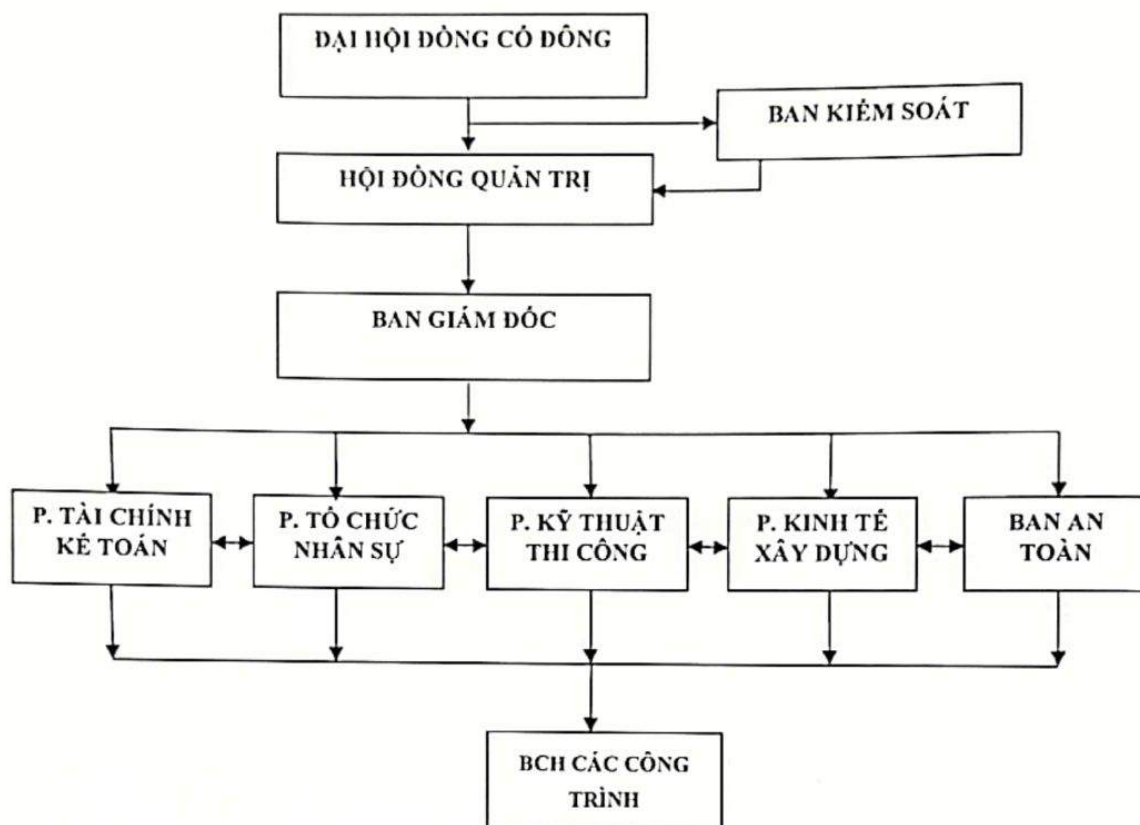 ĐẠI HỘI ĐỒNG CỔ ĐÔNG
BAN KIỂM SOÁT
HỘI ĐỒNG QUẢN TRỊ
BAN GIÁM ĐỐC
P. TÀI CHÍNH
KẾ TOÁN
P. TỔ CHỨC
NHÂN SỰ
P. KỸ THUẬT
THI CÔNG
P. KINH TẾ
XÂY DỰNG
BAN AN
TOÀN
BCH CÁC CÔNG
TRÌNH